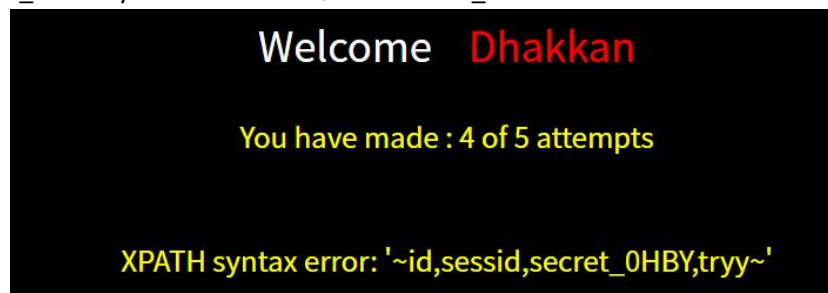 Welcome Dhakkan
You have made : 4 of 5 attempts
XPATH syntax error: '~id,sessid,secret_0HBY,tryy~'